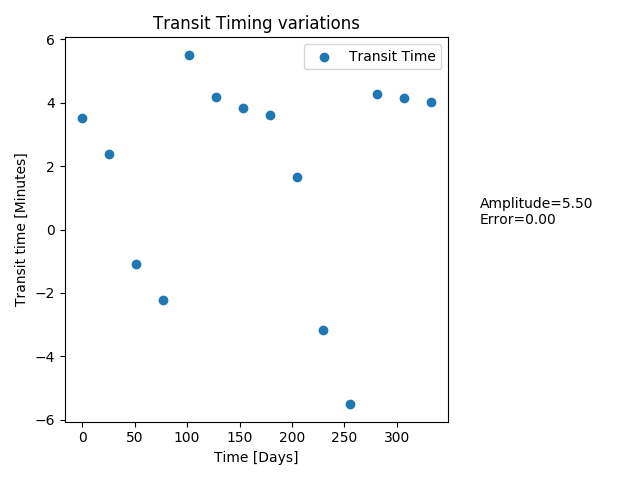 Transit Timing variations
Transit Time
Transit time [Minutes]
6
4
2
0
−2
−4
−6
0
50
100
150
200
250
300
Time [Days]
Amplitude=5.50
Error=0.00